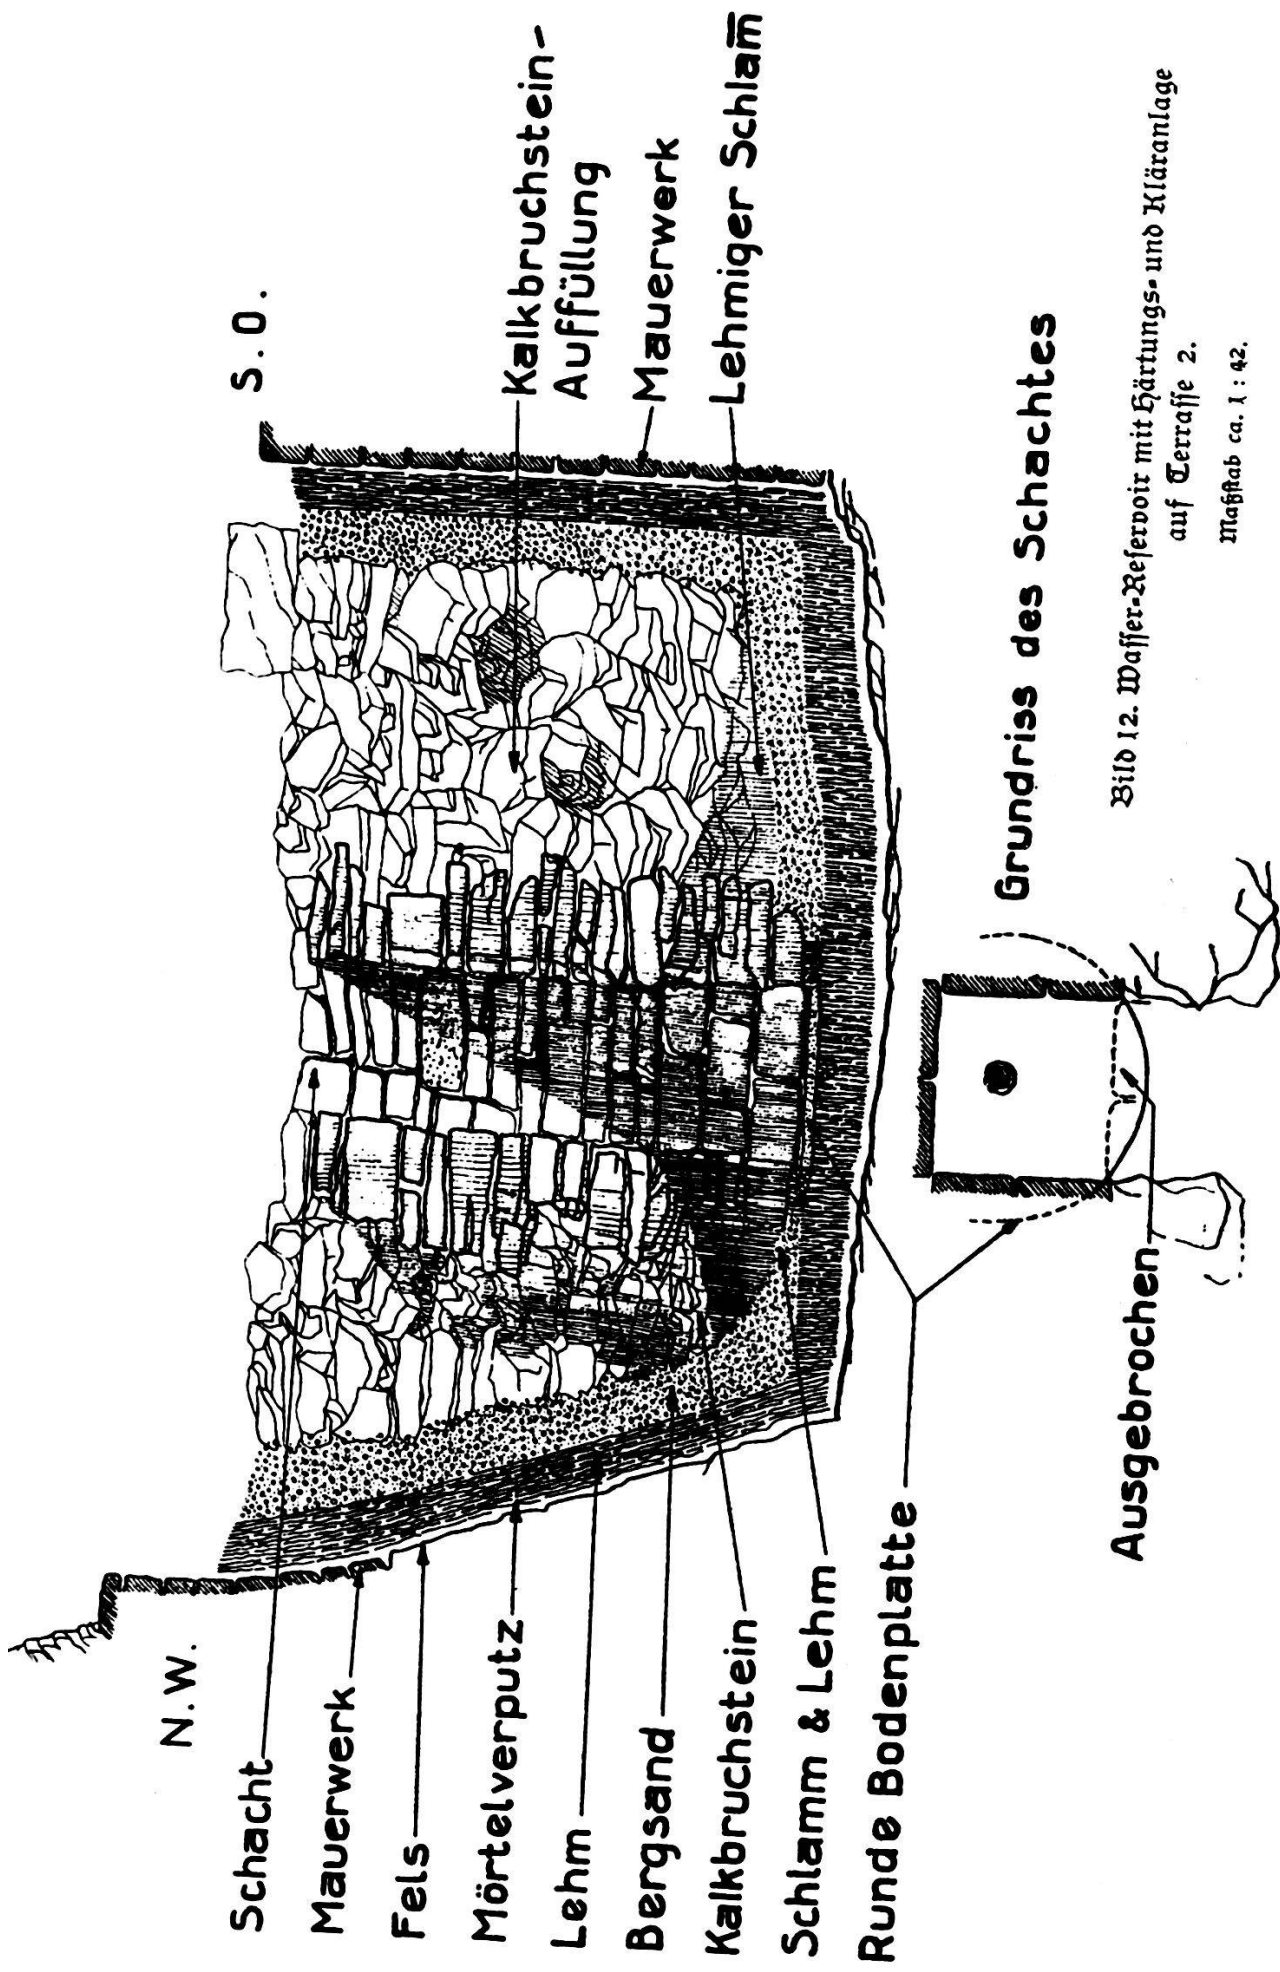 N.W.
S.O.
Schacht
Mauerwerk
Fels
Mörtelverputz
Lehm
Bergsand
Kalkbruchstein
Schlamm & Lehm
Runde Bodenplatte
Kalkbruchstein-
Auffüllung
Mauerwerk
Lehmiger Schlam̅
Ausgebrochen
Grundriss des Schachtes
Bild 12. Waſſer-Reſervoir mit Härtungs- und Kläranlage
auf Terraſſe 2.
Maßſtab ca. 1 : 42.